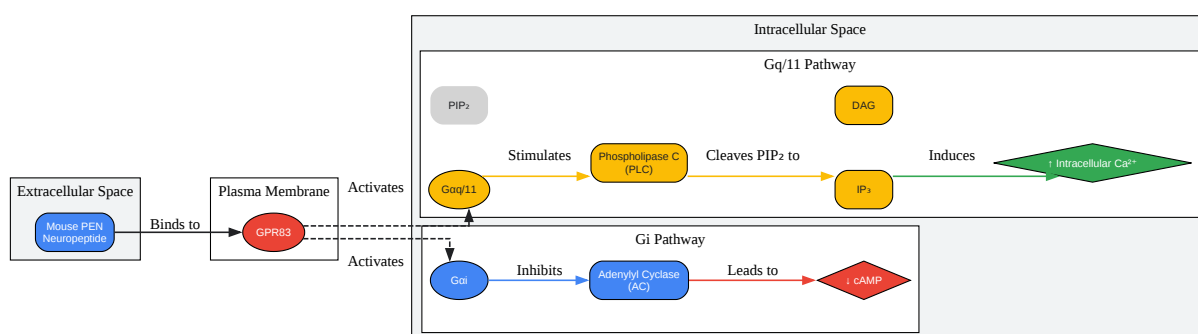 Intracellular Space
Gq/11 Pathway
PIP₂
DAG
Stimulates
Phospholipase C
(PLC)
Cleaves PIP₂ to
Induces
↑ Intracellular Ca²⁺
Extracellular Space
Plasma Membrane
Activates
Gαq/11
IP₃
Mouse PEN
Neuropeptide
Binds to
GPR83
Gi Pathway
Activates
Gαi
Inhibits
Adenylyl Cyclase
(AC)
Leads to
↓ cAMP